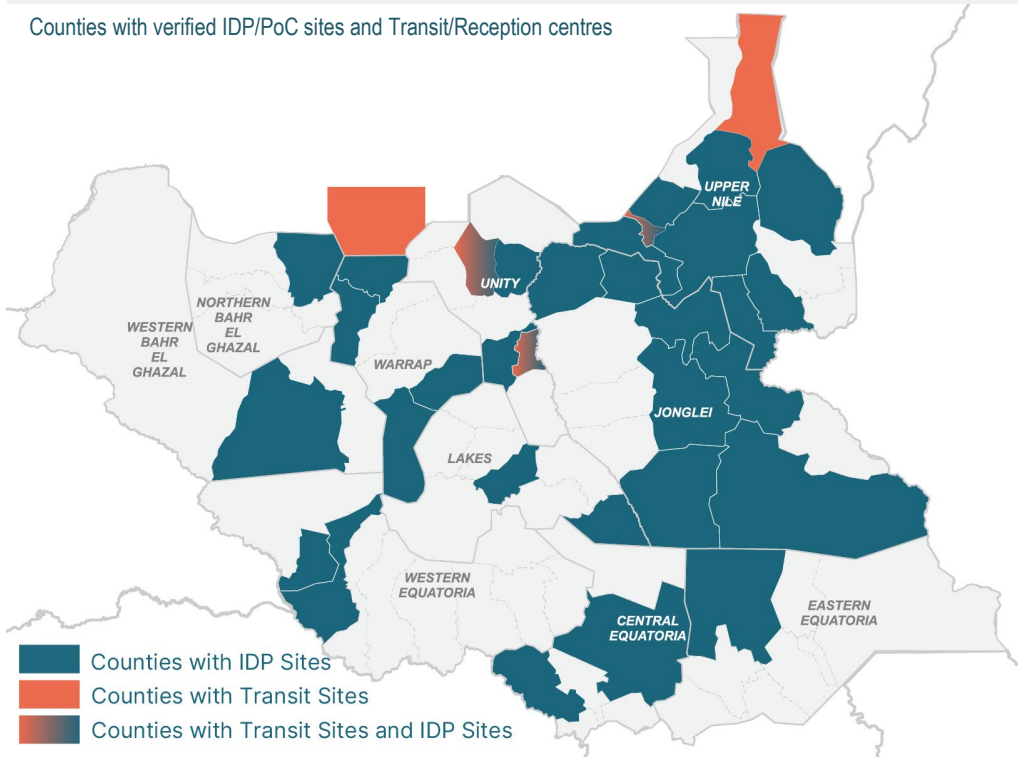 Counties with verified IDP/PoC sites and Transit/Reception centres
UPPER
NILE
UNITY
NORTHERN
BAHR
EL
GHAZAL
WESTERN
BAHR
EL
GHAZAL
WARRAP
JONGLEI
LAKES
WESTERN
EQUATORIA
CENTRAL
EQUATORIA
EASTERN
EQUATORIA
Counties with IDP Sites
Counties with Transit Sites
Counties with Transit Sites and IDP Sites